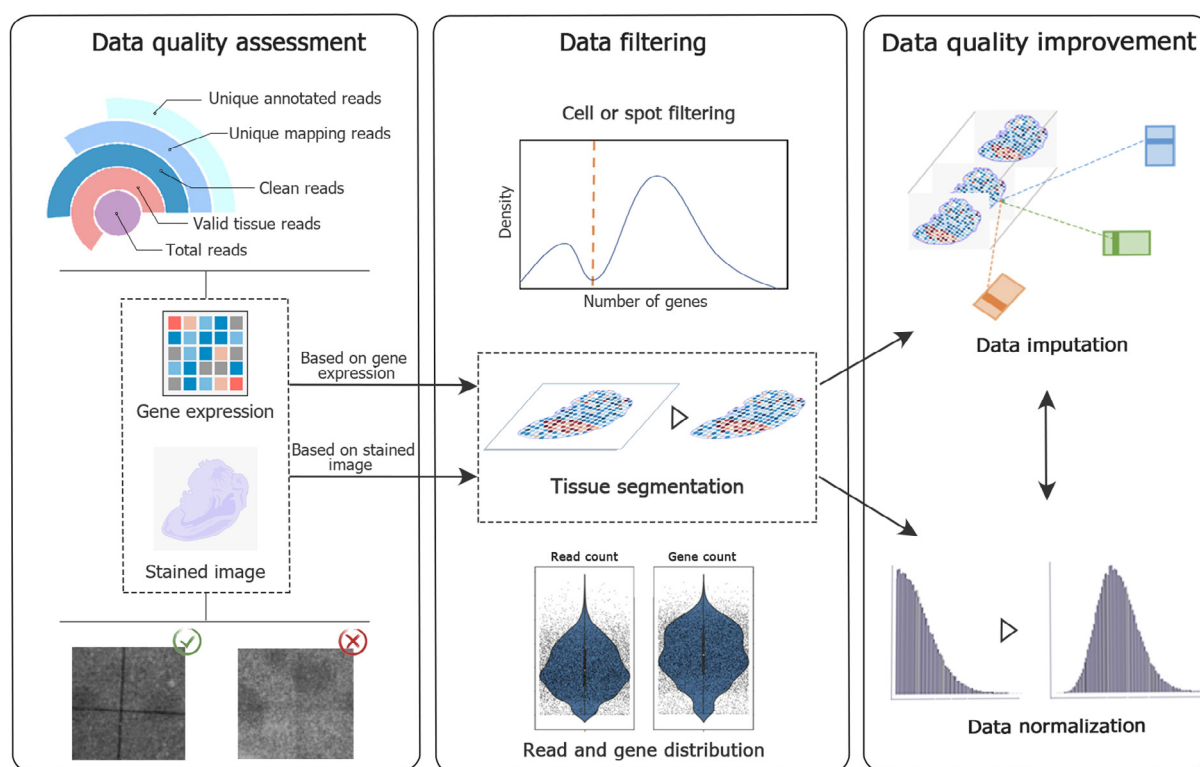 Data quality assessment
Unique annotated reads
Unique mapping reads
Clean reads
Valid tissue reads
Total reads
Gene expression
Stained image
Based on gene
expression
Based on stained
image
Data filtering
Cell or spot filtering
Density
Number of genes
Tissue segmentation
Read count
Gene count
Read and gene distribution
Data quality improvement
Data imputation
Data normalization